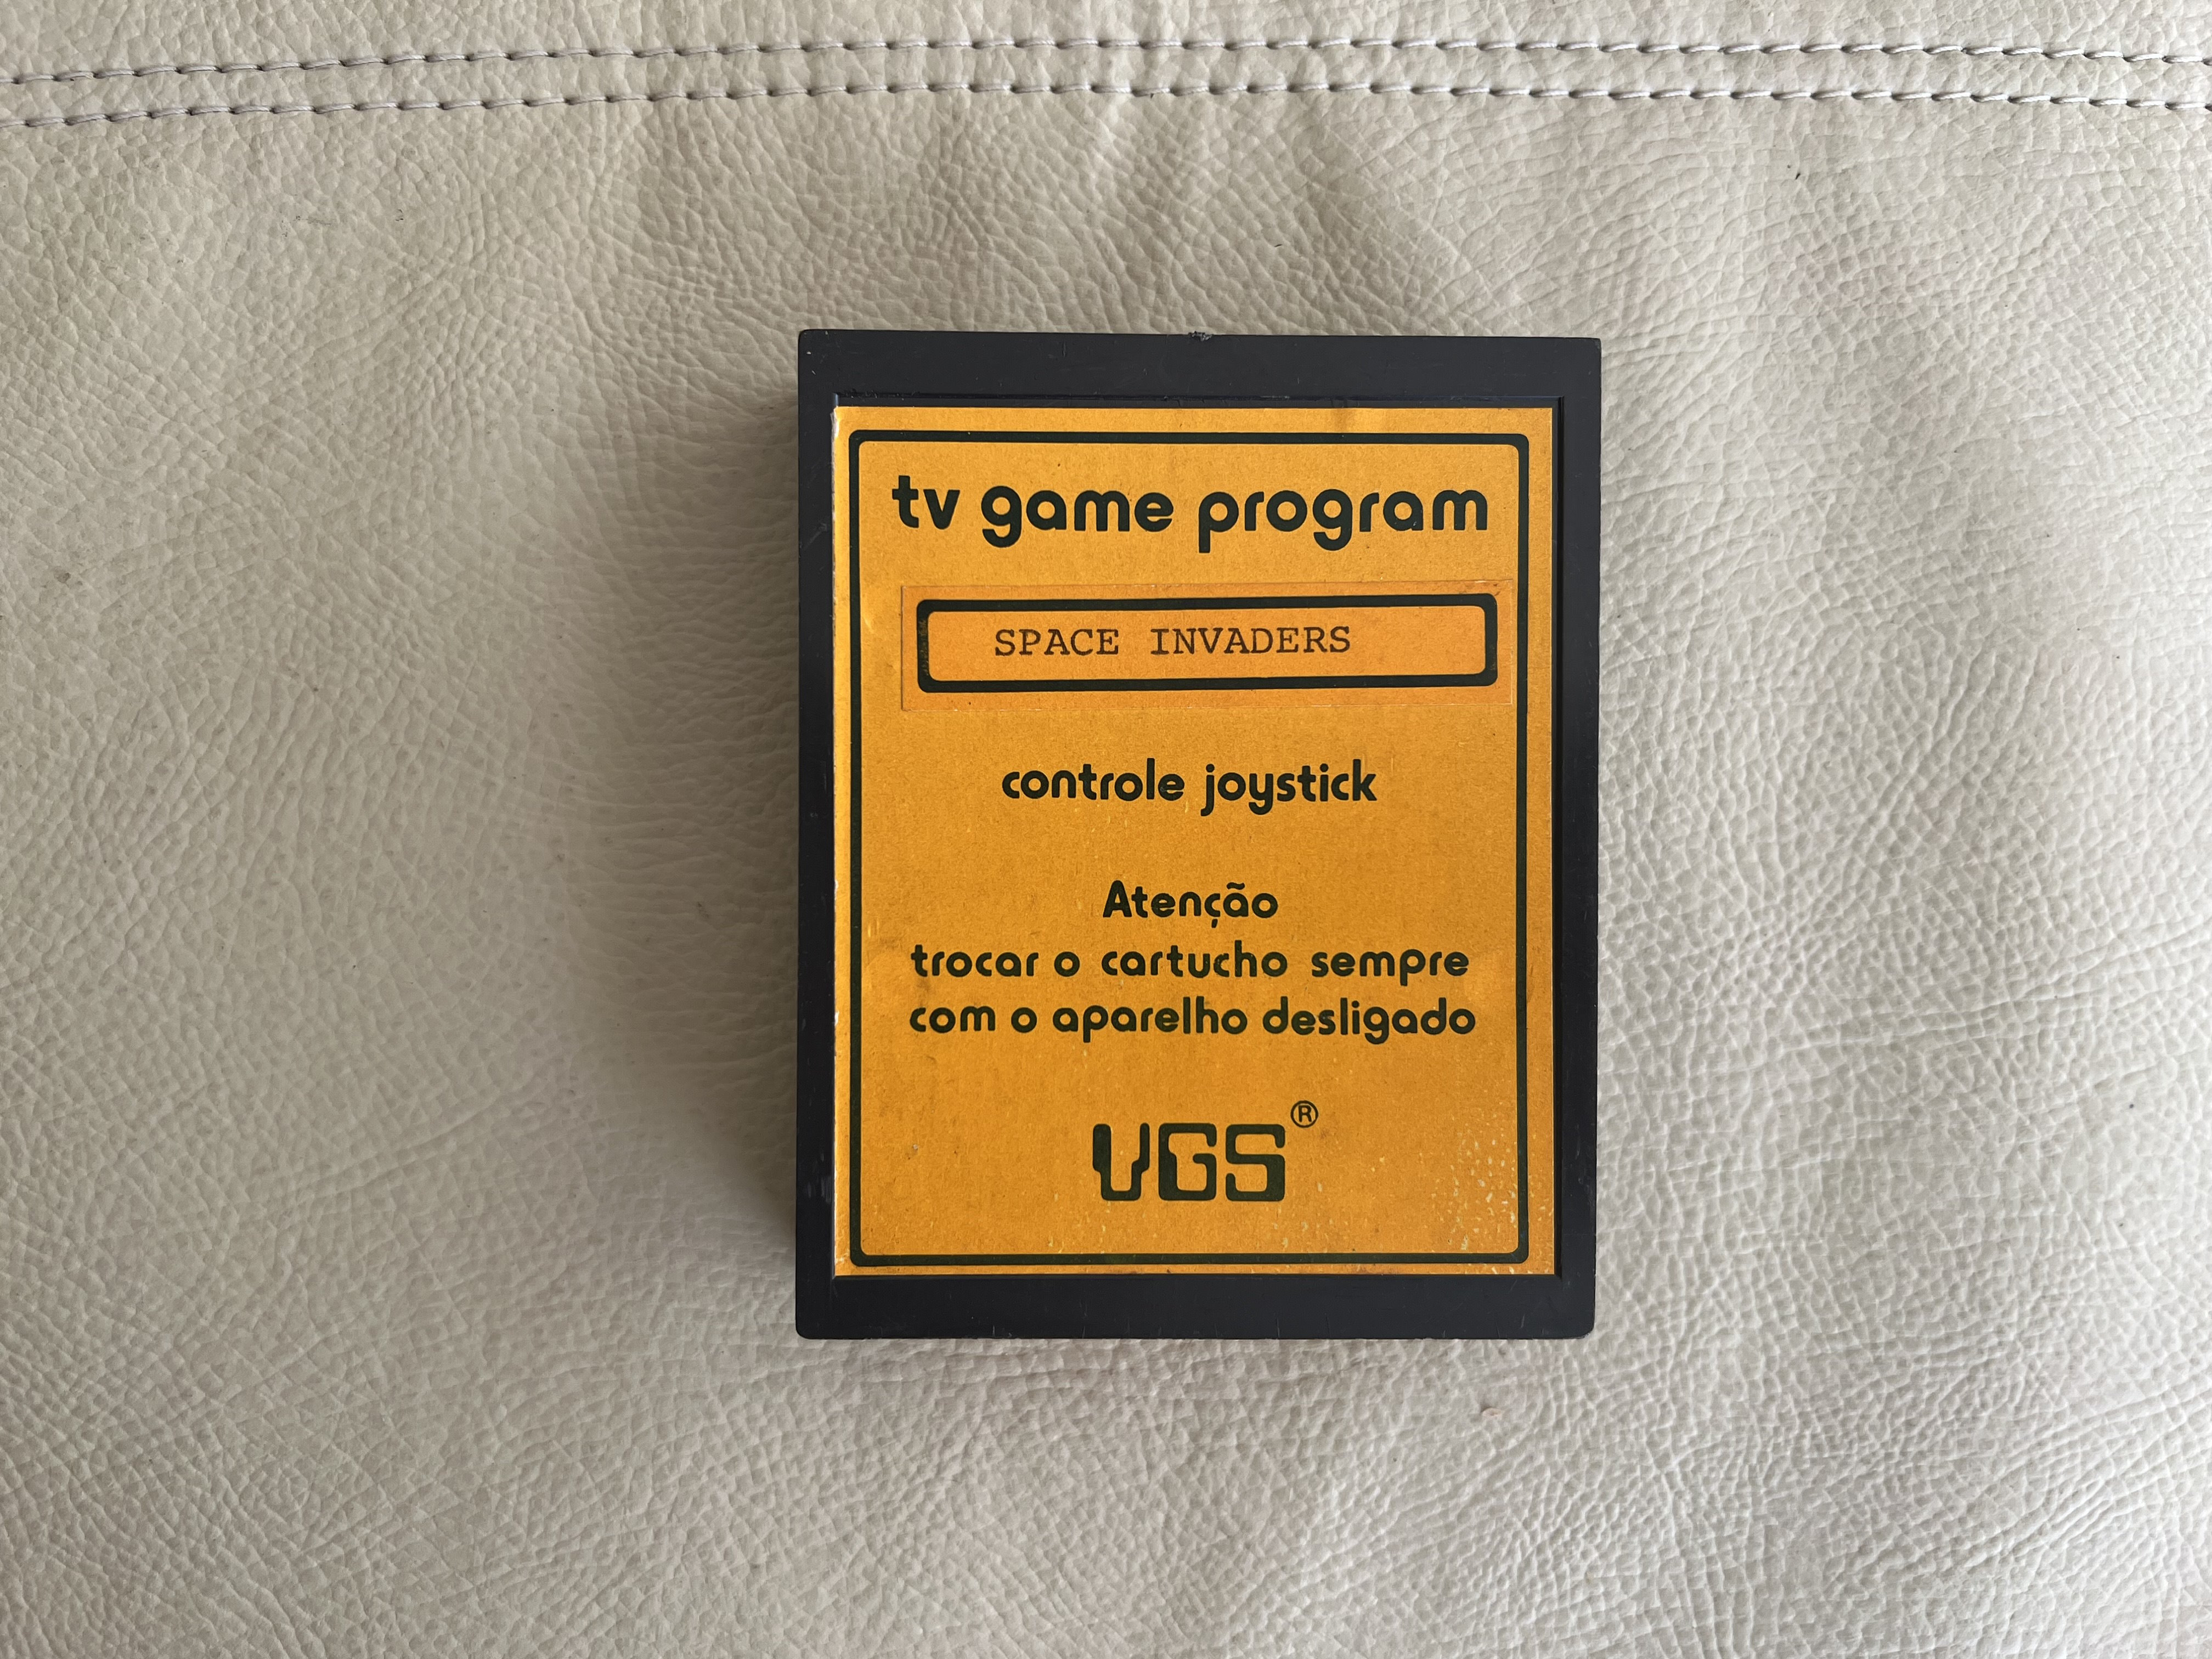 tv game program
SPACE INVADERS
controle joystick
Atenção
trocar o cartucho sempre
com o aparelho desligado
VGS®